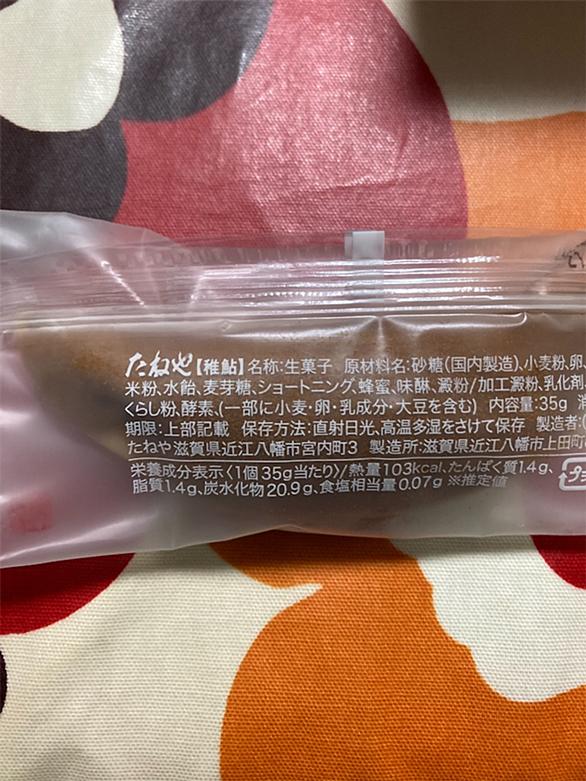 たねや【稚鮎】名称:生菓子 原材料名:砂糖(国内製造)、小麦粉、卵、
米粉、水飴、麦芽糖、ショートニング、蜂蜜、味醂、澱粉/加工澱粉、乳化剤、
くらし粉、酵素、(一部に小麦・卵・乳成分・大豆を含む) 内容量:35g 消
期限:上部記載 保存方法:直射日光、高温多湿をさけて保存 製造者:(
たねや滋賀県近江八幡市宮内町3 製造所:滋賀県近江八幡市上田町
栄養成分表示〈1個35g当たり〉/熱量103kcal、たんぱく質1.4g、
脂質1.4g、炭水化物20.9g、食塩相当量0.07g ※推定値
プラ